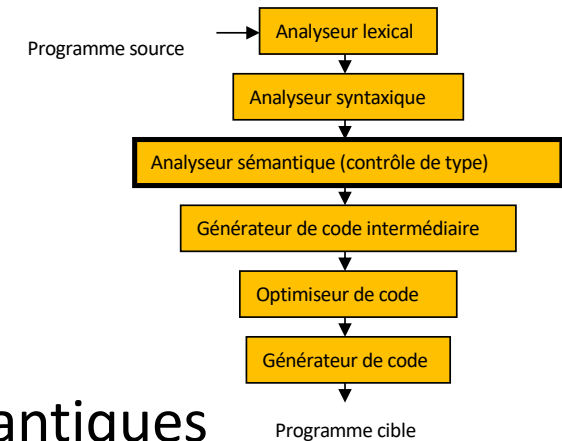 Programme source
Analyseur lexical
Analyseur syntaxique
Analyseur sémantique (contrôle de type)
Générateur de code intermédiaire
Optimiseur de code
Générateur de code
Programme cible
antiques